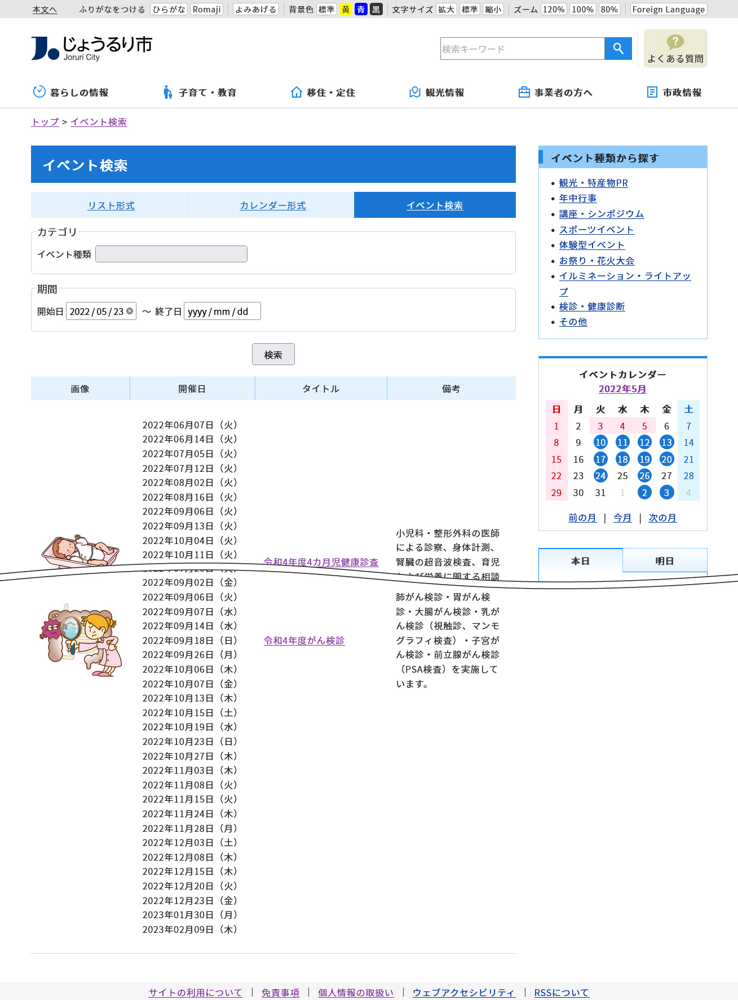 本文へ ふりがなをつける ひらがな Romaji よみあげる 背景色 標準 黄 青 黒 文字サイズ 拡大 標準 縮小 ズーム 120% 100% 80% Foreign Language
じょうるり市
Joruri City
検索キーワード
よくある質問
暮らしの情報 子育て・教育 移住・定住 観光情報 事業者の方へ 市政情報
トップ > イベント検索
イベント検索
リスト形式 カレンダー形式 イベント検索
カテゴリ
イベント種類
期間
開始日 2022 / 05 / 23 ～ 終了日 yyyy / mm / dd
検索
画像 開催日 タイトル 備考
2022年06月07日（火）
2022年06月14日（火）
2022年07月05日（火）
2022年07月12日（火）
2022年08月02日（火）
2022年08月16日（火）
2022年09月06日（火）
2022年09月13日（火）
2022年10月04日（火）
2022年10月11日（火）
令和4年度4カ月児健康診査
小児科・整形外科の医師
による診察、身体計測、
腎臓の超音波検査、育児
および栄養に関する相談
2022年09月02日（金）
2022年09月06日（火）
2022年09月07日（水）
2022年09月14日（水）
2022年09月18日（日）
2022年09月26日（月）
2022年10月06日（木）
2022年10月07日（金）
2022年10月13日（木）
2022年10月15日（土）
2022年10月19日（水）
2022年10月23日（日）
2022年10月27日（木）
2022年11月03日（木）
2022年11月08日（火）
2022年11月15日（火）
2022年11月24日（木）
2022年11月28日（月）
2022年12月03日（土）
2022年12月08日（木）
2022年12月15日（木）
2022年12月20日（火）
2022年12月23日（金）
2023年01月30日（月）
2023年02月09日（木）
令和4年度がん検診
肺がん検診・胃がん検
診・大腸がん検診・乳が
ん検診（視触診、マンモ
グラフィ検査）・子宮が
ん検診・前立腺がん検診
（PSA検査）を実施して
います。
イベント種類から探す
観光・特産物PR
年中行事
講座・シンポジウム
スポーツイベント
体験型イベント
お祭り・花火大会
イルミネーション・ライトアッ
プ
検診・健康診断
その他
イベントカレンダー
2022年5月
日 月 火 水 木 金 土
1 2 3 4 5 6 7
8 9 10 11 12 13 14
15 16 17 18 19 20 21
22 23 24 25 26 27 28
29 30 31 1 2 3 4
前の月 | 今月 | 次の月
本日 明日
サイトの利用について 免責事項 個人情報の取扱い ウェブアクセシビリティ RSSについて